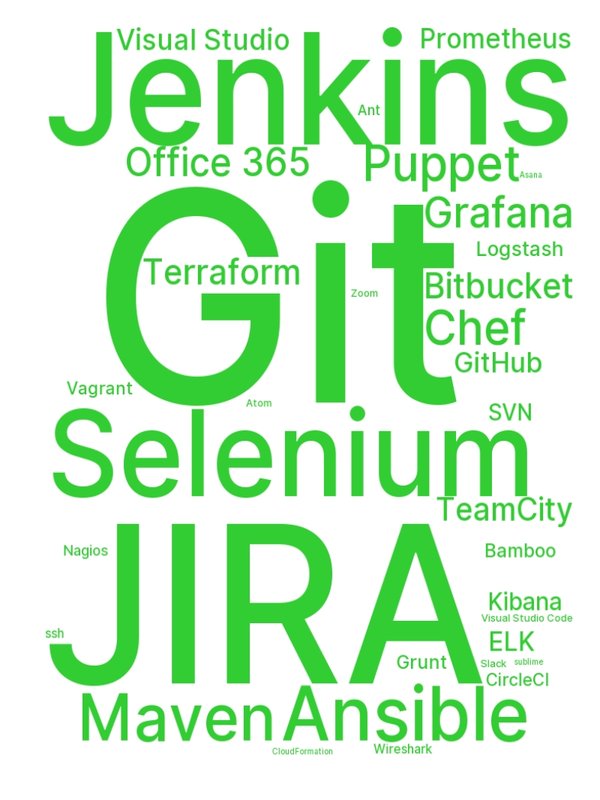 Visual Studio
Prometheus
Jenkins
Ant
Office 365
Puppet
Asana
Grafana
Git
Logstash
Terraform
Bitbucket
Zoom
Chef
GitHub
Vagrant
Atom
SVN
Selenium
TeamCity
Nagios
Bamboo
JIRA
Kibana
Visual Studio Code
ssh
ELK
Grunt
Slack
sublime
CircleCI
Maven
Ansible
CloudFormation
Wireshark